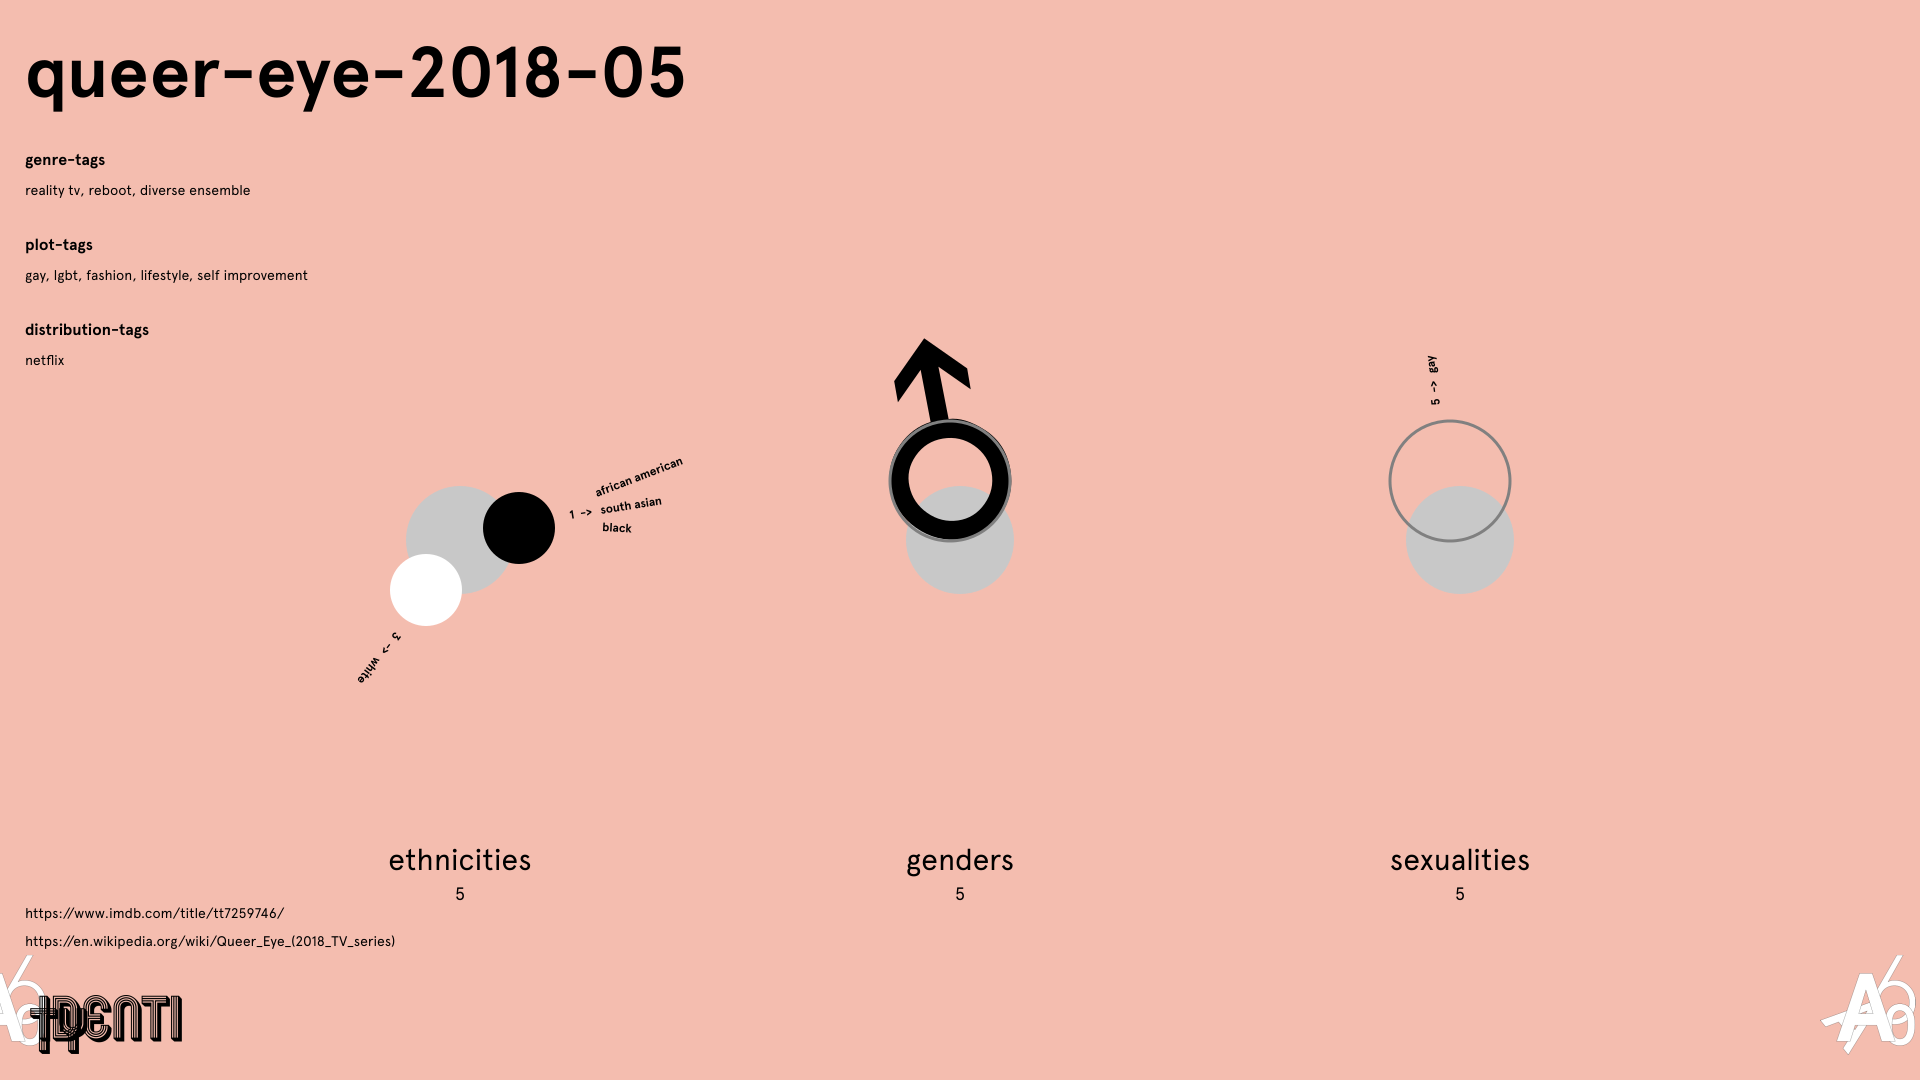 queer-eye-2018-05
genre-tags
reality tv, reboot, diverse ensemble
plot-tags
gay, lgbt, fashion, lifestyle, self improvement
distribution-tags
netflix
5 -> gay
african american
1 -> south asian
black
3 -> white
ethnicities
5
genders
5
sexualities
5
https://www.imdb.com/title/tt7259746/
https://en.wikipedia.org/wiki/Queer_Eye_(2018_TV_series)
IDENTI